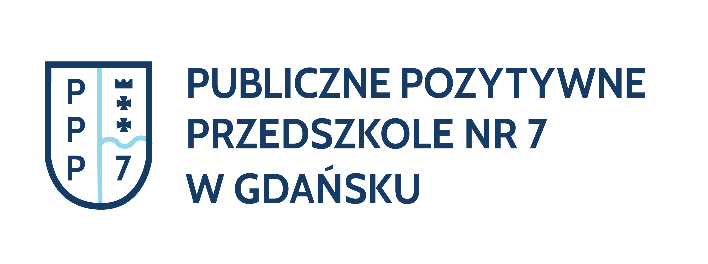 P
P
P
7
PUBLICZNE POZYTYWNE
PRZEDSZKOLE NR 7
W GDAŃSKU